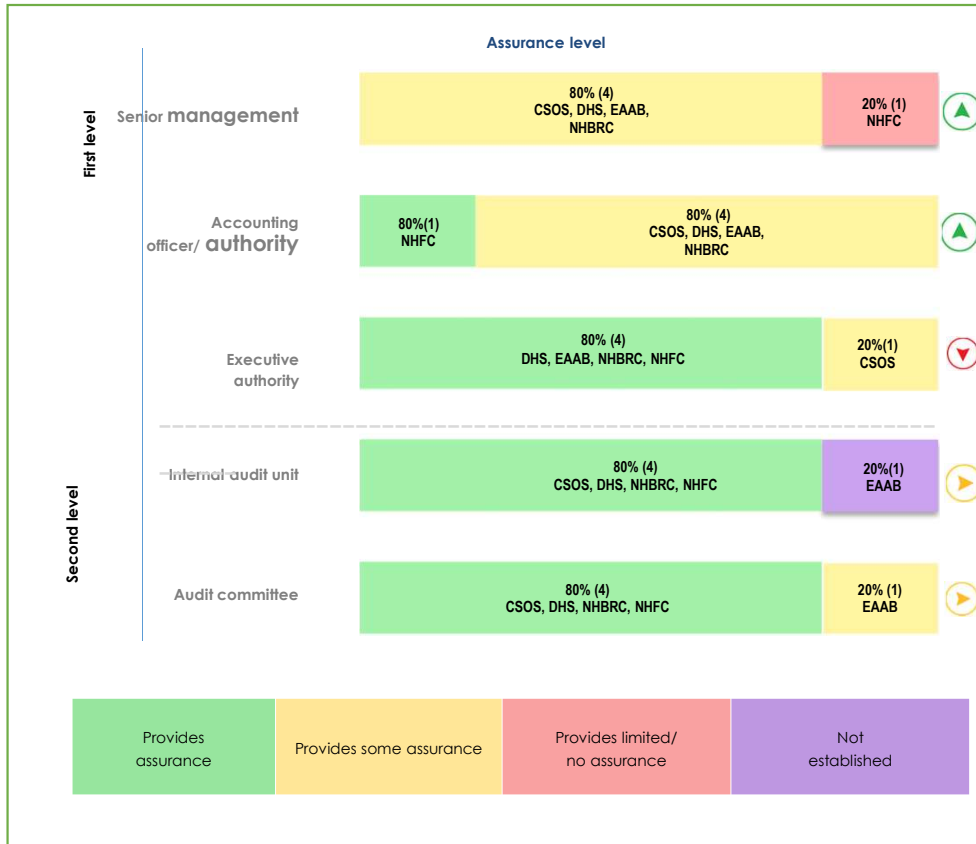 Assurance level
First level
Senior management
80% (4)
CSOS, DHS, EAAB,
NHBRC
20% (1)
NHFC
Accounting
officer/ authority
80%(1)
NHFC
80% (4)
CSOS, DHS, EAAB,
NHBRC
Executive
authority
80% (4)
DHS, EAAB, NHBRC, NHFC
20%(1)
CSOS
Second level
Internal audit unit
80% (4)
CSOS, DHS, NHBRC, NHFC
20%(1)
EAAB
Audit committee
80% (4)
CSOS, DHS, NHBRC, NHFC
20% (1)
EAAB
Provides
assurance
Provides some assurance
Provides limited/
no assurance
Not
established